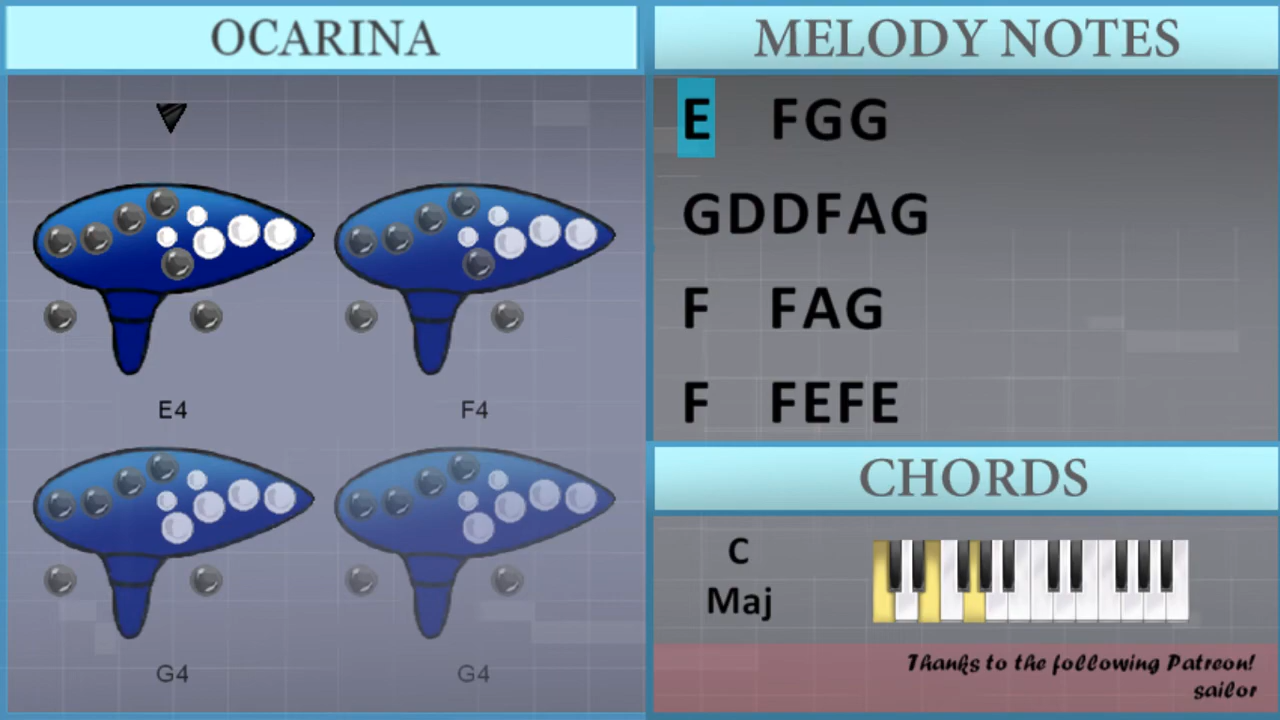 OCARINA
E4
F4
G4
G4
MELODY NOTES
E FGG
GDDFAG
F FAG
F FEFE
CHORDS
C
Maj
Thanks to the following Patreon!
sailor